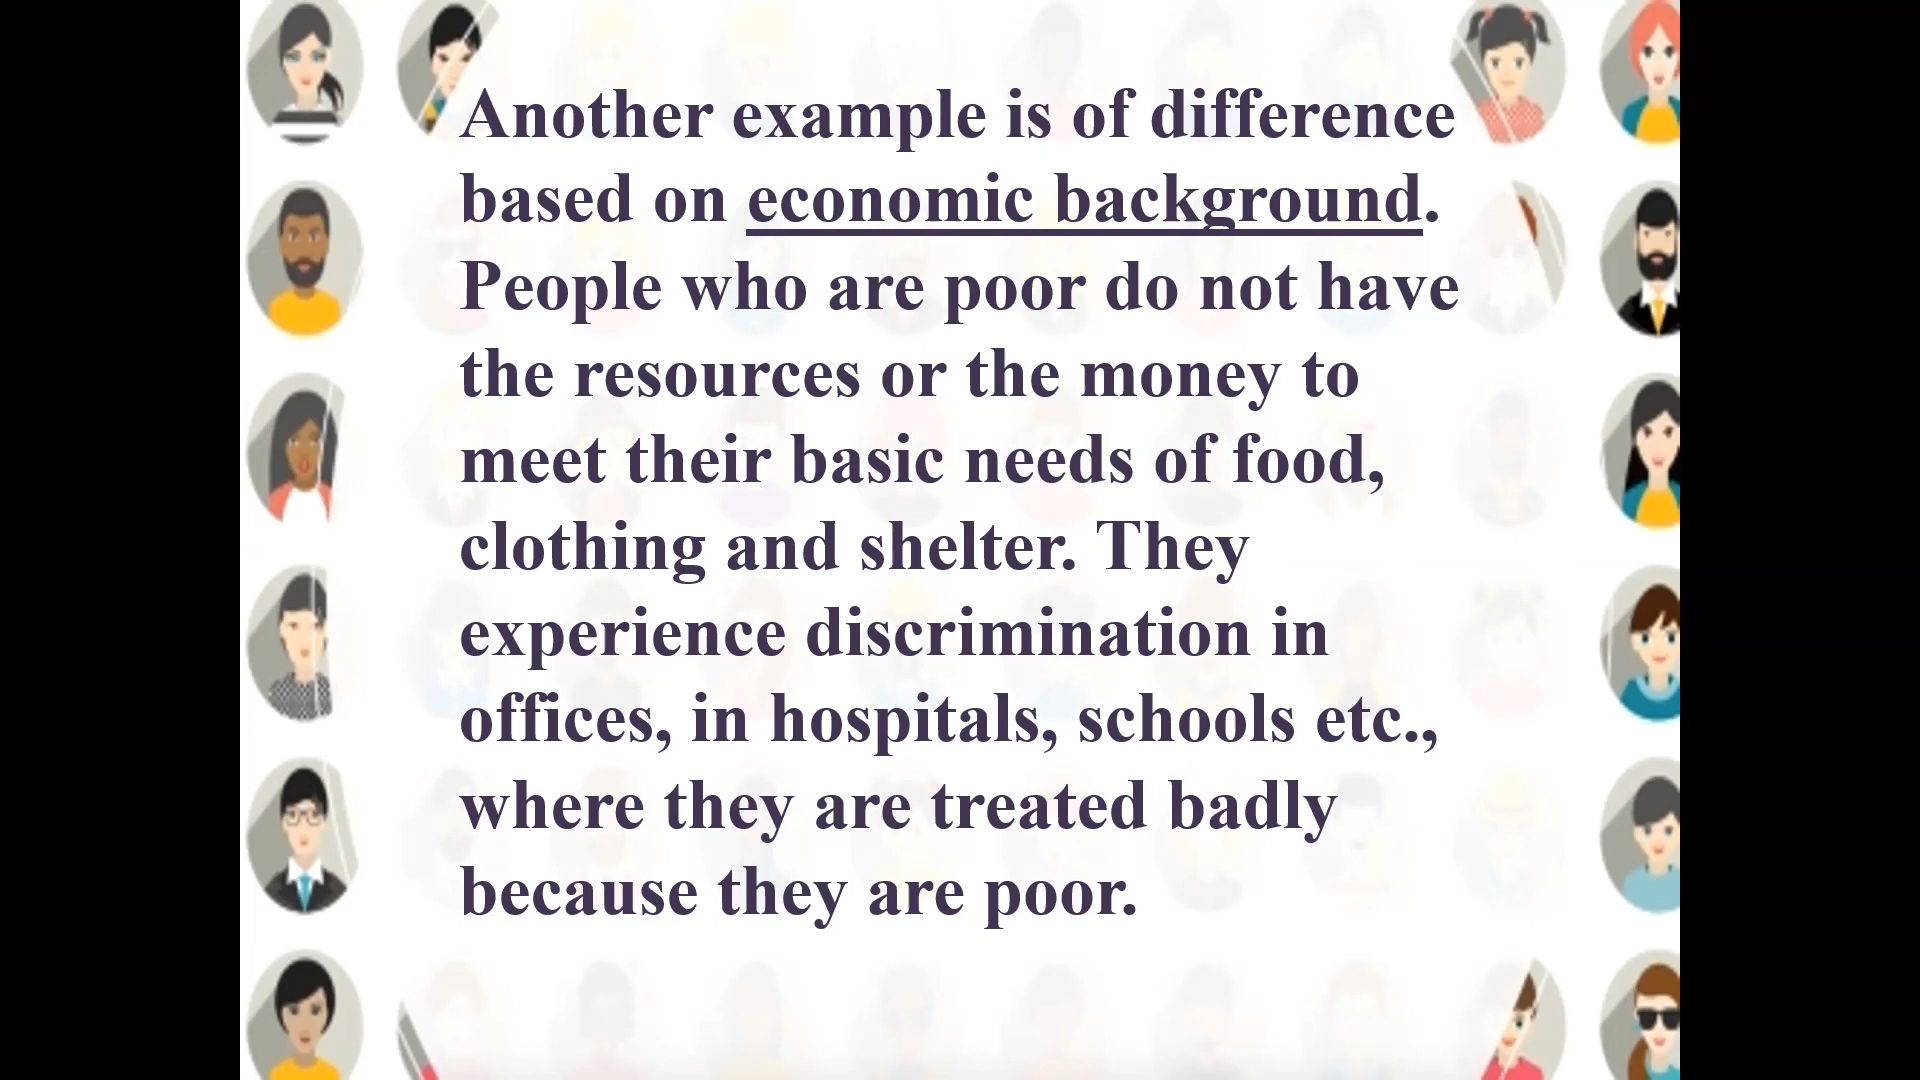 Another example is of difference
based on economic background.
People who are poor do not have
the resources or the money to
meet their basic needs of food,
clothing and shelter. They
experience discrimination in
offices, in hospitals, schools etc.,
where they are treated badly
because they are poor.